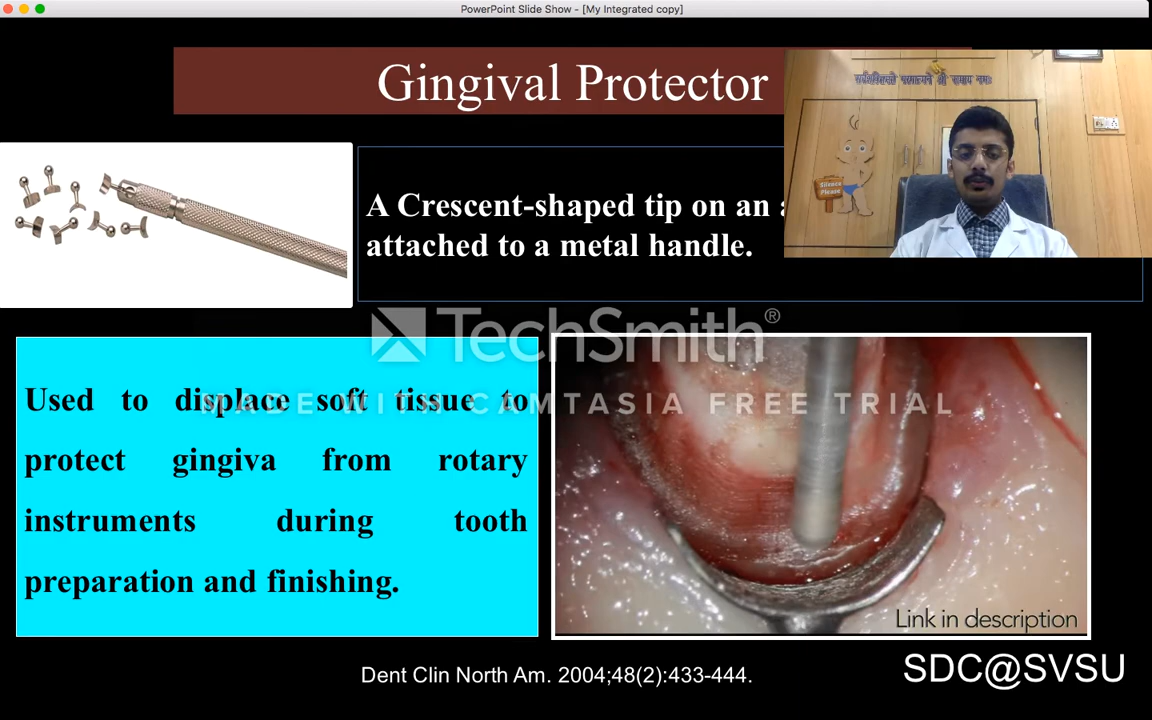 PowerPoint Slide Show - [My Integrated copy]
Gingival Protector
A Crescent-shaped tip on an
attached to a metal handle.
Silence
Please
TechSmith®
MADE WITH CAMTASIA FREE TRIAL
Used to displace soft tissue to
protect gingiva from rotary
instruments during tooth
preparation and finishing.
Link in description
Dent Clin North Am. 2004;48(2):433-444.
SDC@SVSU